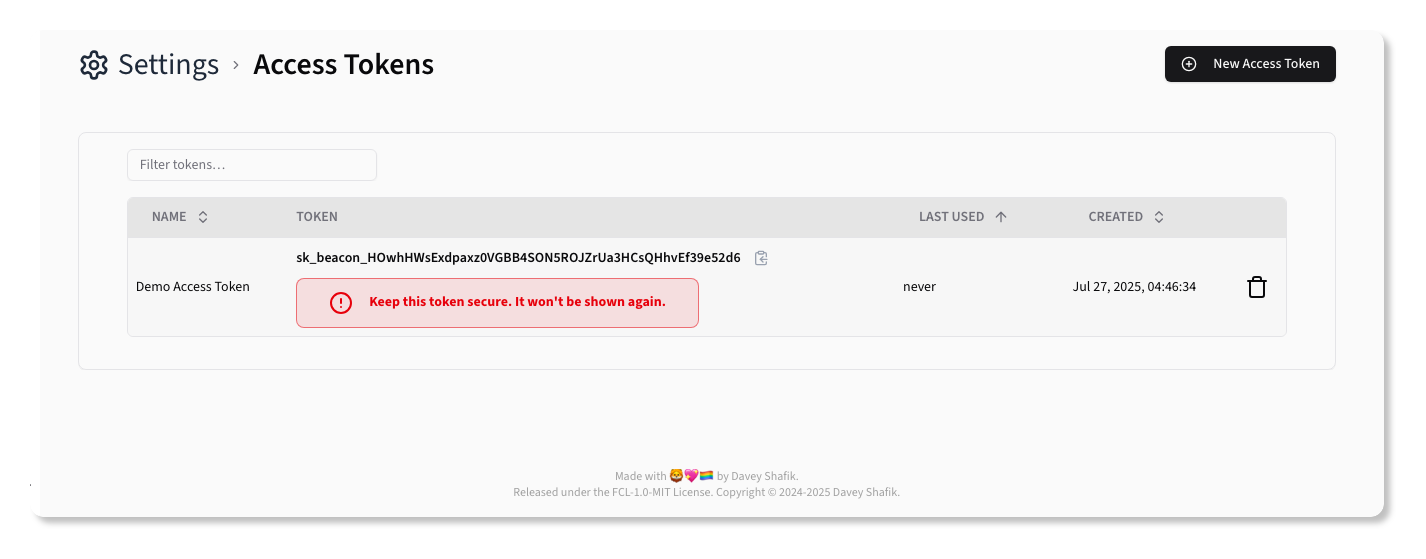 Settings › Access Tokens
New Access Token
Filter tokens…
NAME TOKEN LAST USED CREATED
sk_beacon_HOwhHWsExdpaxz0VGBB4SON5ROJZrUa3HCsQHhvEf39e52d6
Demo Access Token never Jul 27, 2025, 04:46:34
Keep this token secure. It won't be shown again.
Made with 🦁💖🏳️‍🌈 by Davey Shafik.
Released under the FCL-1.0-MIT License. Copyright © 2024-2025 Davey Shafik.